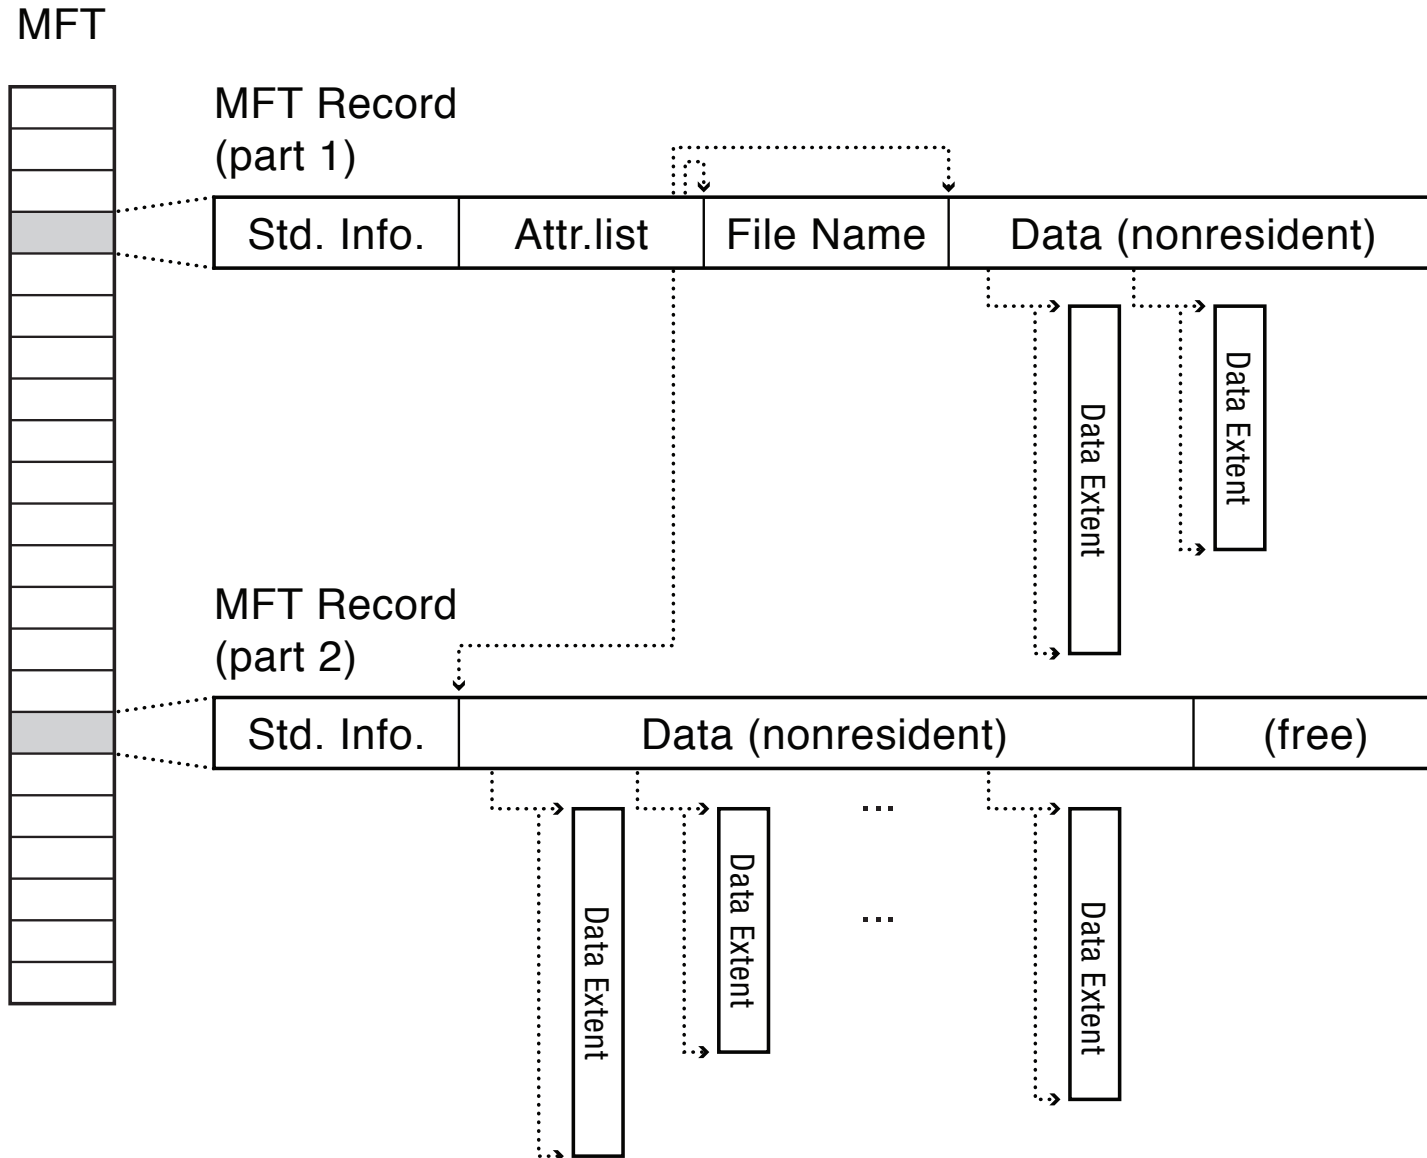 MFT
MFT Record
(part 1)
Std. Info.
Attr.list
File Name
Data (nonresident)
Data Extent
Data Extent
MFT Record
(part 2)
Std. Info.
Data (nonresident)
(free)
...
...
Data Extent
Data Extent
Data Extent